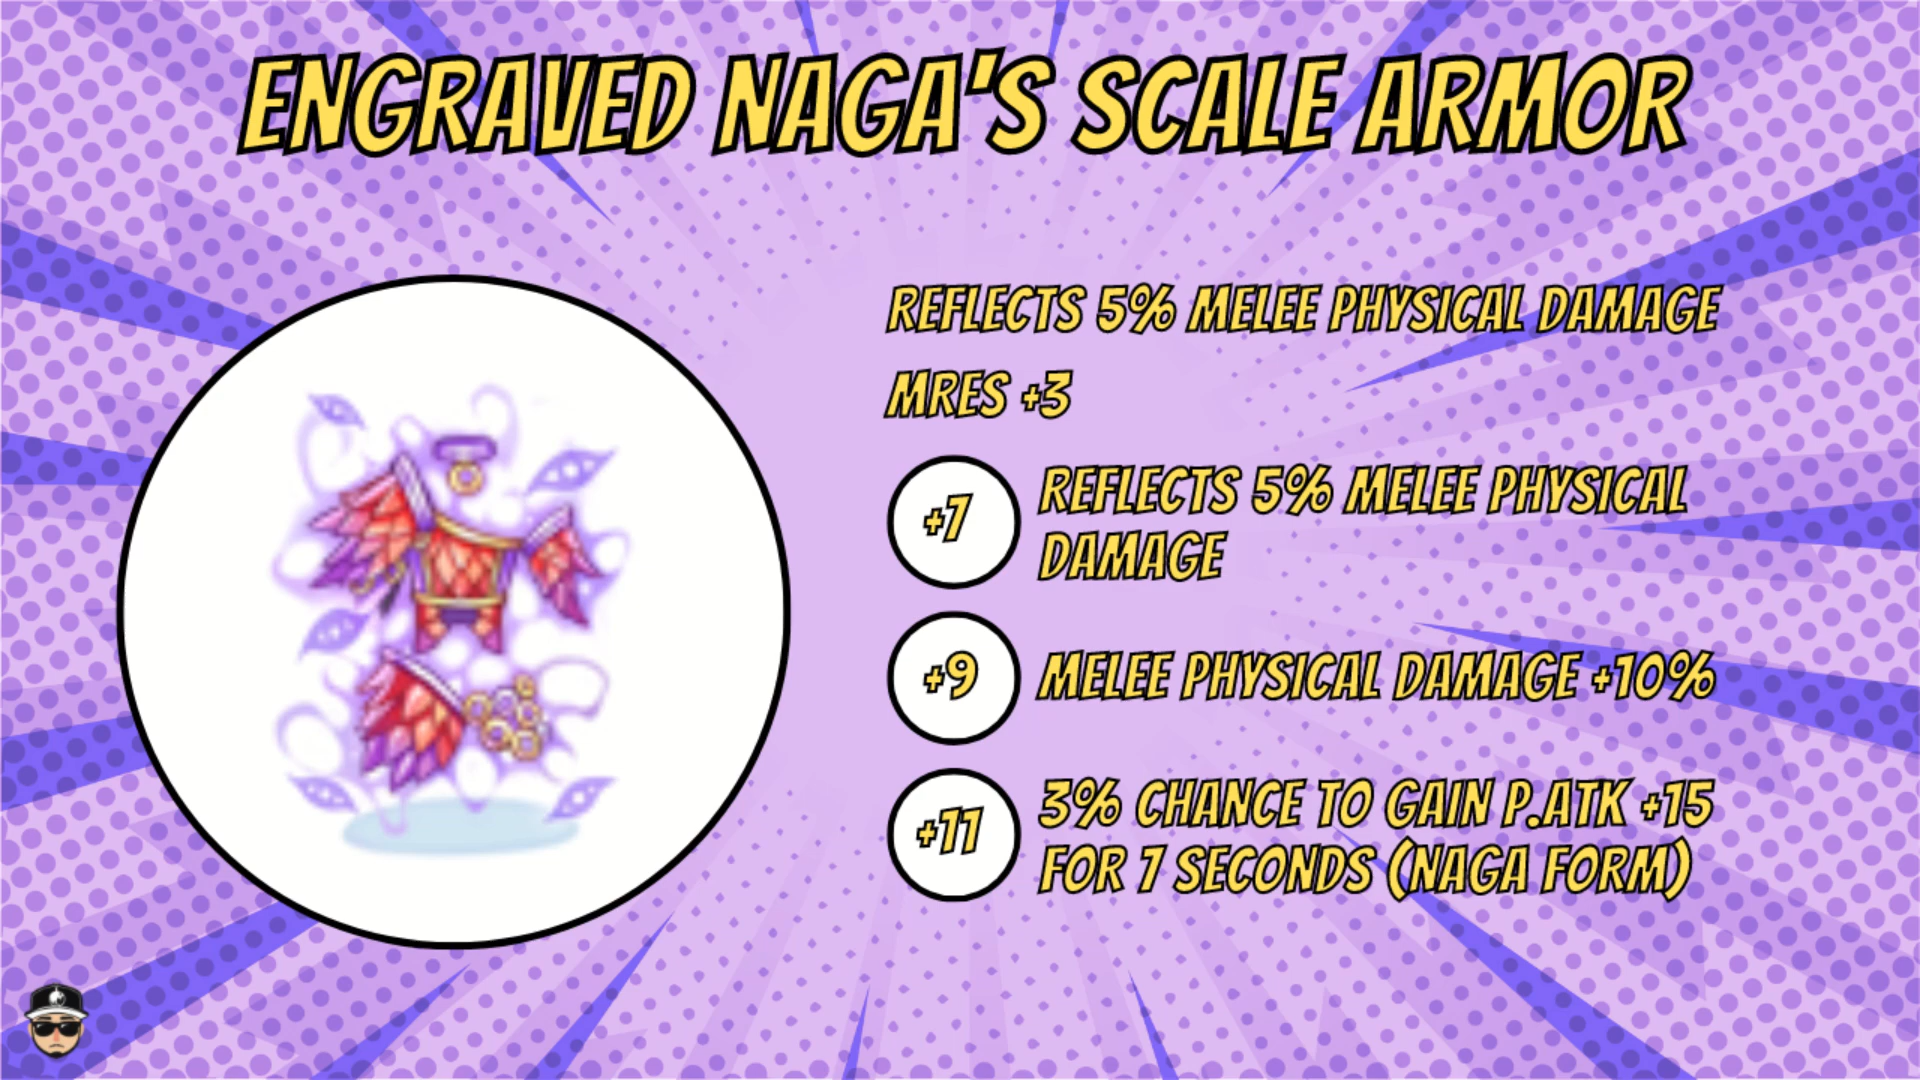 ENGRAVED NAGA'S SCALE ARMOR
REFLECTS 5% MELEE PHYSICAL DAMAGE
MRES +3
+7
REFLECTS 5% MELEE PHYSICAL
DAMAGE
+9
MELEE PHYSICAL DAMAGE +10%
+11
3% CHANCE TO GAIN P.ATK +15
FOR 7 SECONDS (NAGA FORM)